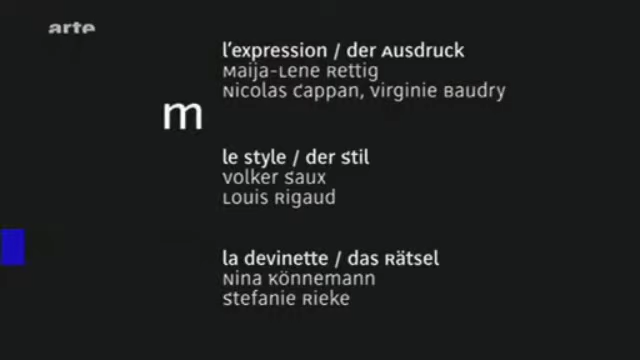 arte
l'expression / der Ausdruck
Maija-Lene Rettig
Nicolas Cappan, Virginie Baudry
m
le style / der Stil
Volker Saux
Louis Rigaud
la devinette / das Rätsel
Nina Könnemann
Stefanie Rieke